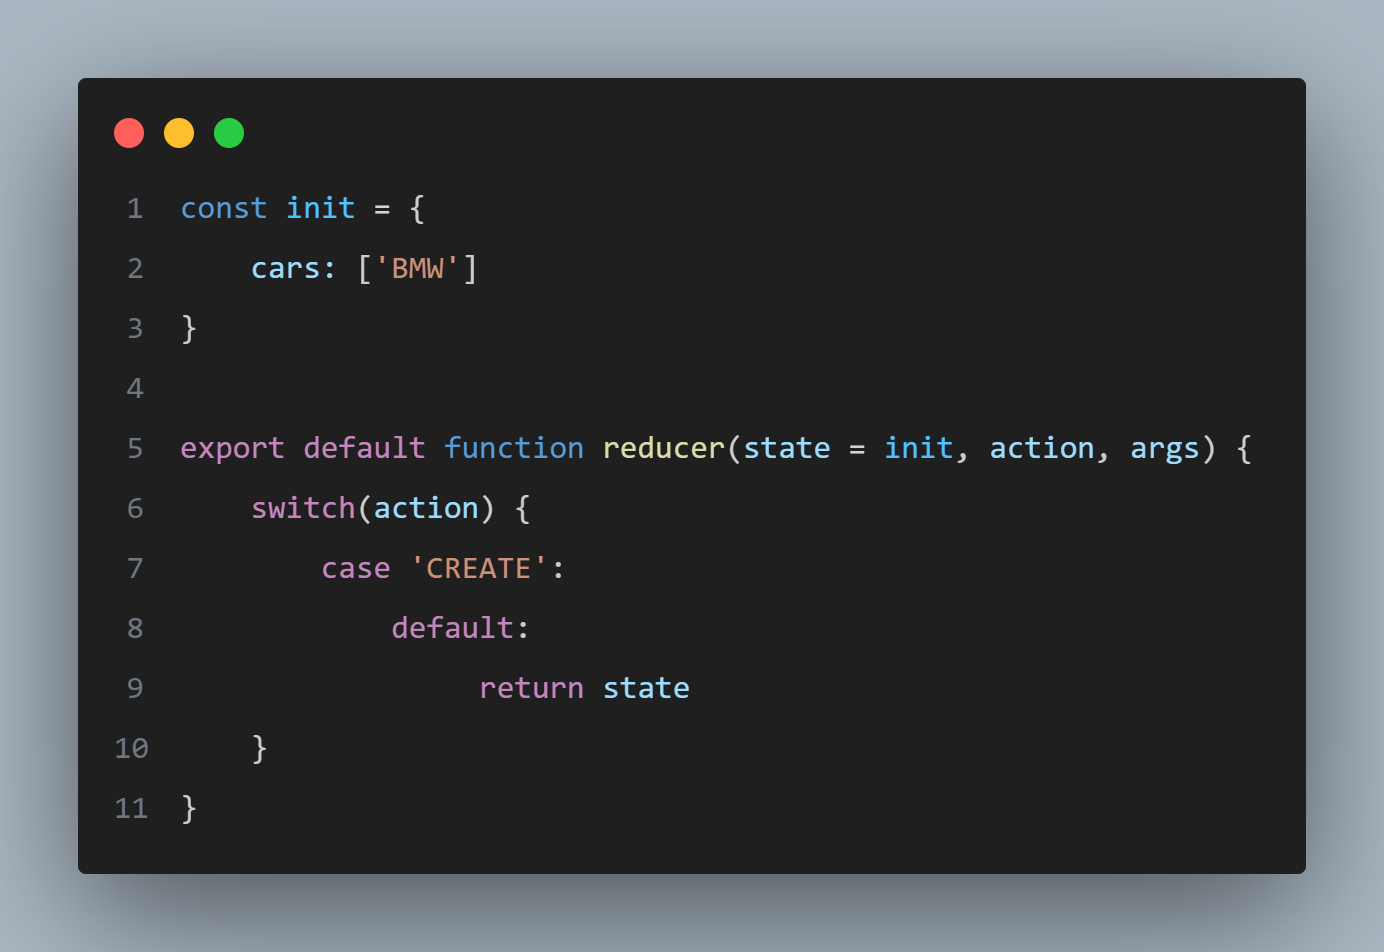 1 const init = {
2     cars: ['BMW']
3 }
4
5 export default function reducer(state = init, action, args) {
6     switch(action) {
7         case 'CREATE':
8             default:
9                  return state
10     }
11 }